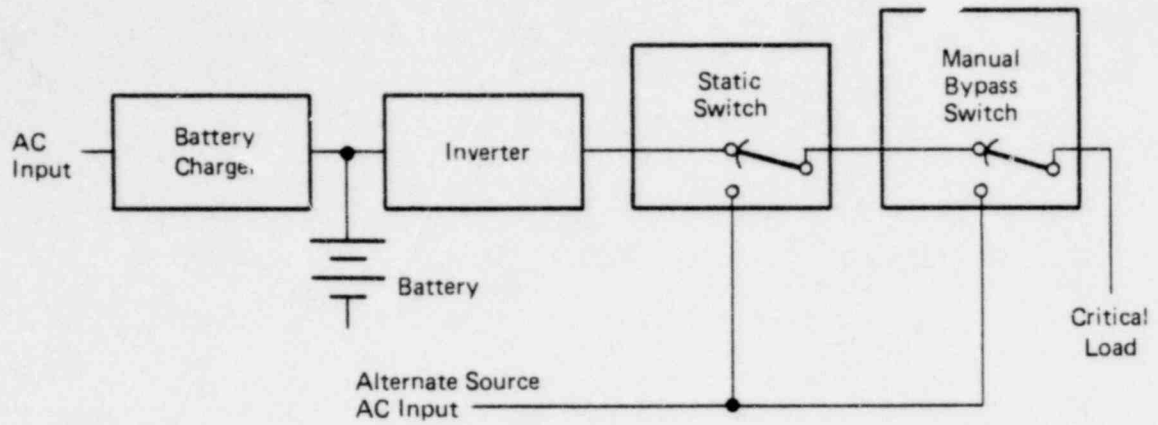 AC
Input
Battery
Charge.
Inverter
Static
Switch
Manual
Bypass
Switch
Battery
Critical
Load
Alternate Source
AC Input